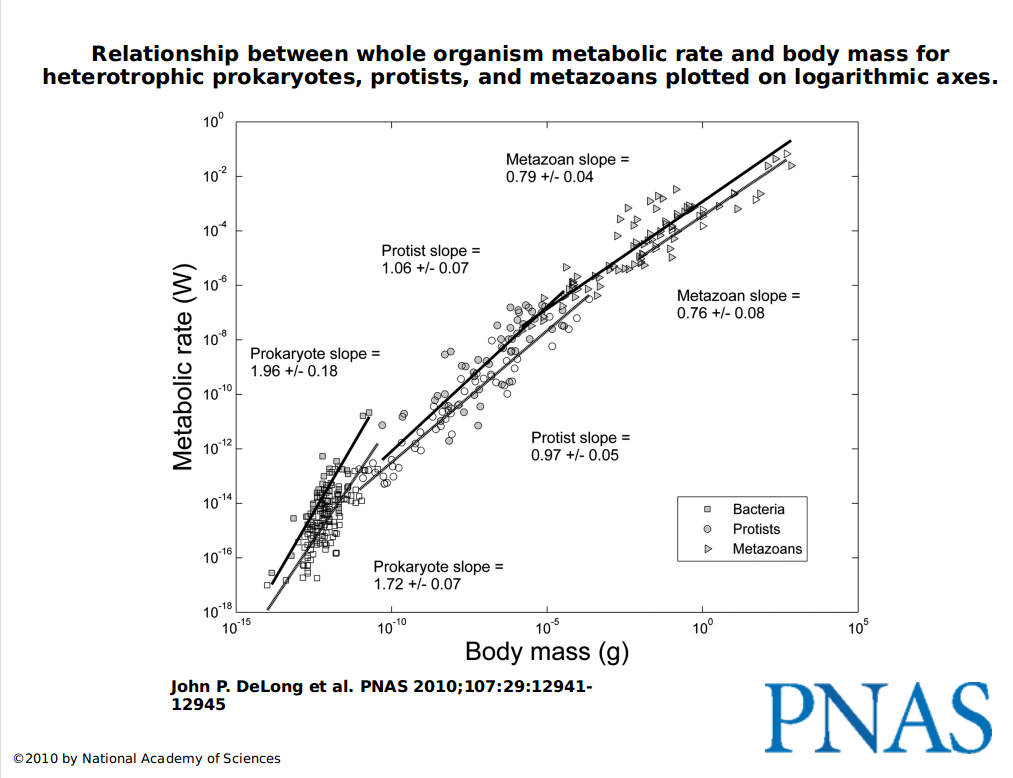 Relationship between whole organism metabolic rate and body mass for
heterotrophic prokaryotes, protists, and metazoans plotted on logarithmic axes.
10^0
10^-2
10^-4
10^-6
10^-8
10^-10
10^-12
10^-14
10^-16
10^-18
Metabolic rate (W)
Metazoan slope =
0.79 +/- 0.04
Protist slope =
1.06 +/- 0.07
Metazoan slope =
0.76 +/- 0.08
Prokaryote slope =
1.96 +/- 0.18
Protist slope =
0.97 +/- 0.05
Bacteria
Protists
Metazoans
Prokaryote slope =
1.72 +/- 0.07
10^-15 10^-10 10^-5 10^0 10^5
Body mass (g)
John P. DeLong et al. PNAS 2010;107:29:12941-
12945
PNAS
©2010 by National Academy of Sciences